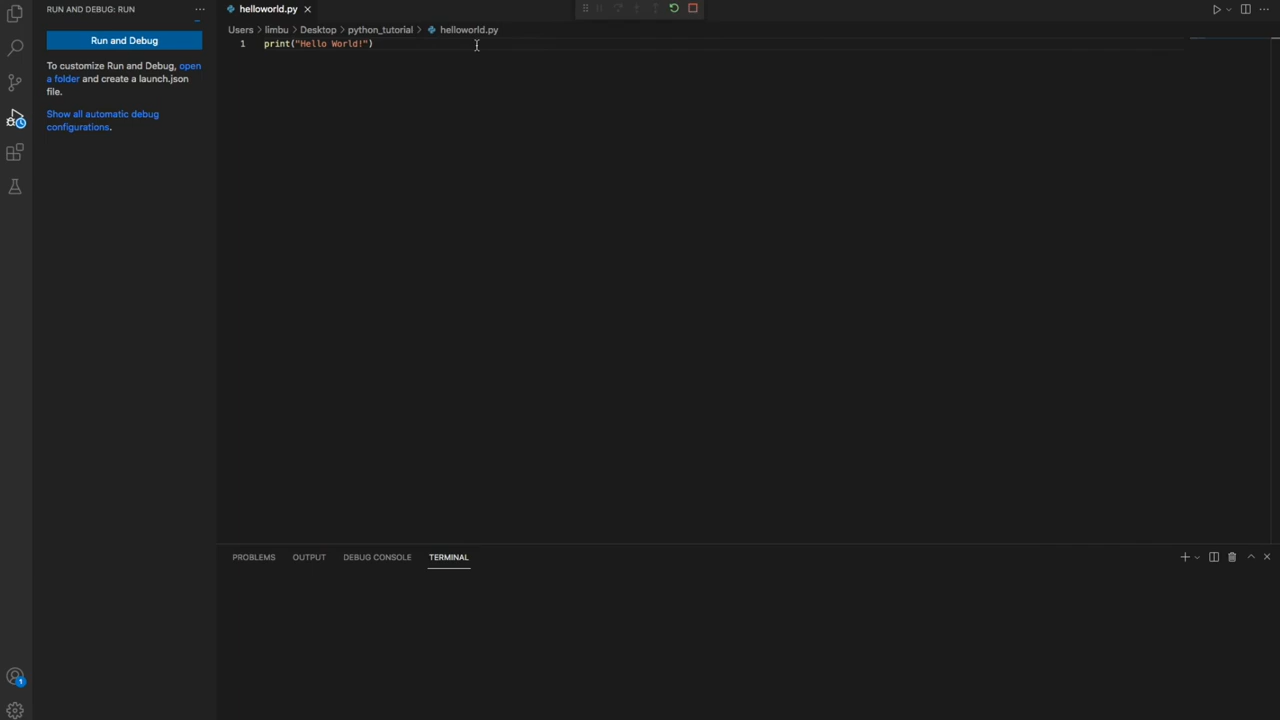 RUN AND DEBUG: RUN
helloworld.py
Users > limbu > Desktop > python_tutorial > helloworld.py
Run and Debug
1 print("Hello World!")
To customize Run and Debug, open
a folder and create a launch.json
file.
Show all automatic debug
configurations.
PROBLEMS OUTPUT DEBUG CONSOLE TERMINAL
1